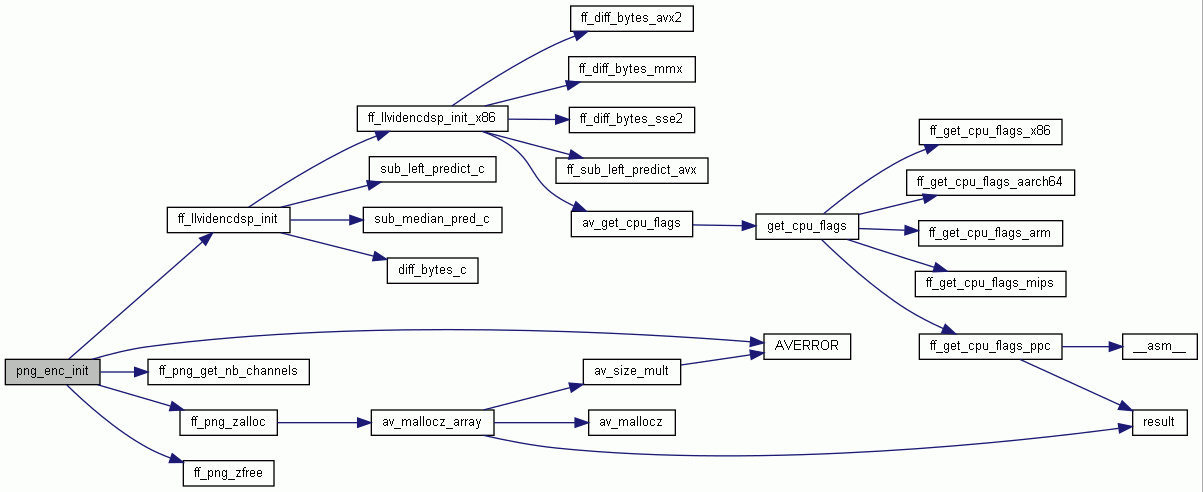 ff_diff_bytes_avx2
ff_diff_bytes_mmx
ff_llvidencdsp_init_x86
ff_diff_bytes_sse2
ff_get_cpu_flags_x86
sub_left_predict_c
ff_sub_left_predict_avx
ff_get_cpu_flags_aarch64
ff_llvidencdsp_init
sub_median_pred_c
av_get_cpu_flags
get_cpu_flags
ff_get_cpu_flags_arm
diff_bytes_c
ff_get_cpu_flags_mips
AVERROR
ff_get_cpu_flags_ppc
__asm__
png_enc_init
ff_png_get_nb_channels
av_size_mult
ff_png_zalloc
av_mallocz_array
av_mallocz
result
ff_png_zfree